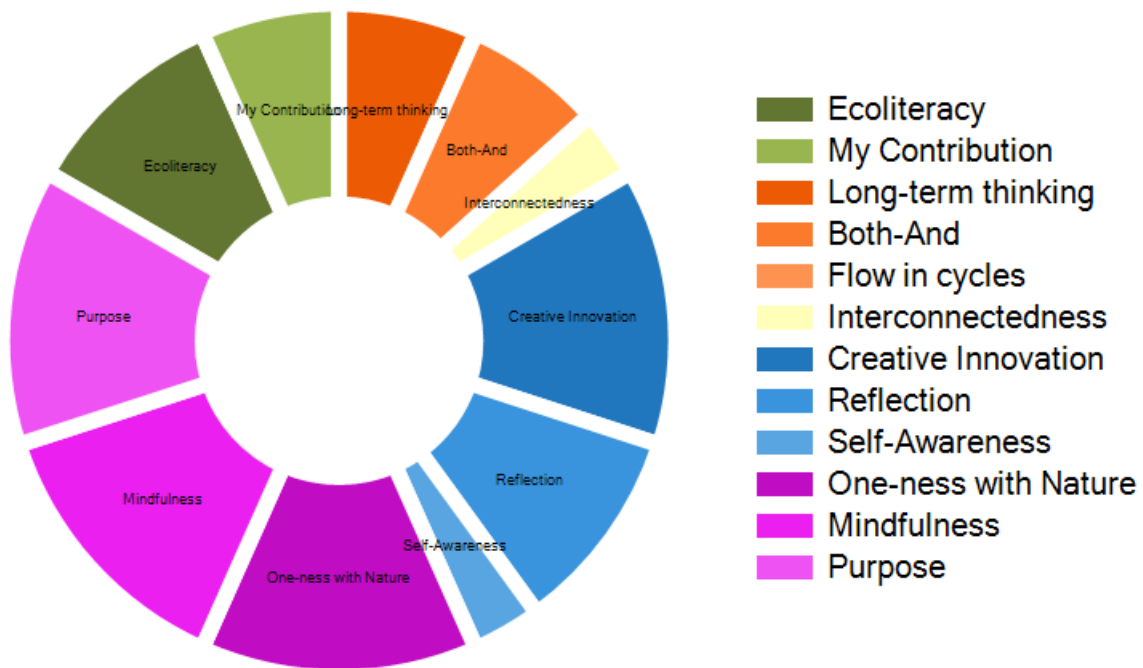 My Contribution
Long-term thinking
Both-And
Ecoliteracy
Interconnectedness
Purpose
Creative Innovation
Mindfulness
Reflection
Self-Awareness
One-ness with Nature
Ecoliteracy
My Contribution
Long-term thinking
Both-And
Flow in cycles
Interconnectedness
Creative Innovation
Reflection
Self-Awareness
One-ness with Nature
Mindfulness
Purpose